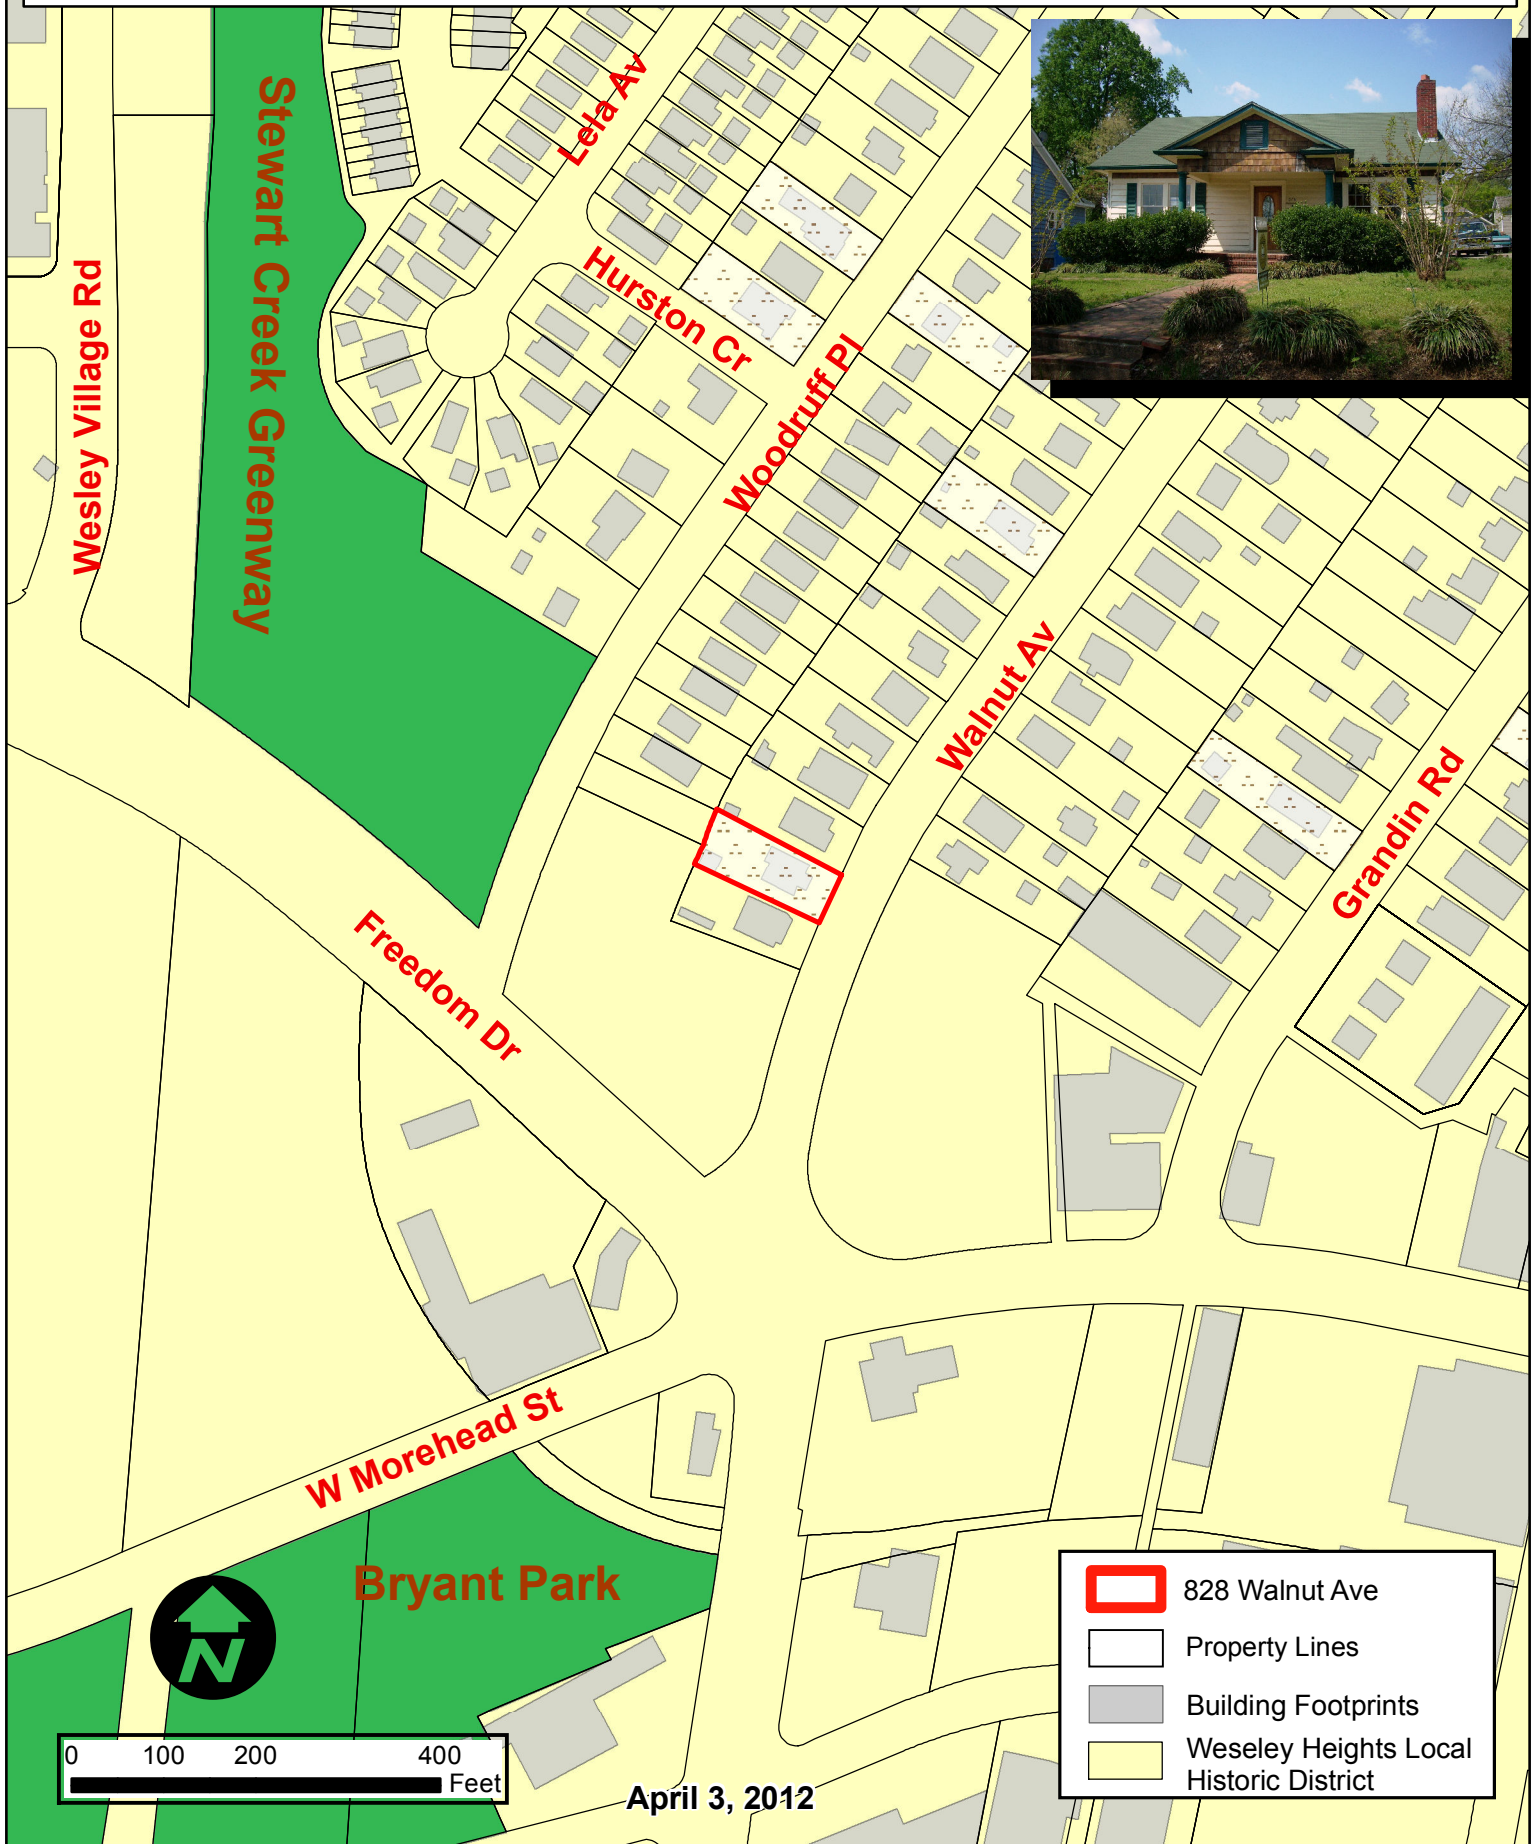 Stewart Creek Greenway
Lela Av
Hurston Cr
Wesley Village Rd
Woodruff Pl
Walnut Av
Grandin Rd
Freedom Dr
W Morehead St
Bryant Park
N
0 100 200 400
Feet
April 3, 2012
828 Walnut Ave
Property Lines
Building Footprints
Weseley Heights Local
Historic District